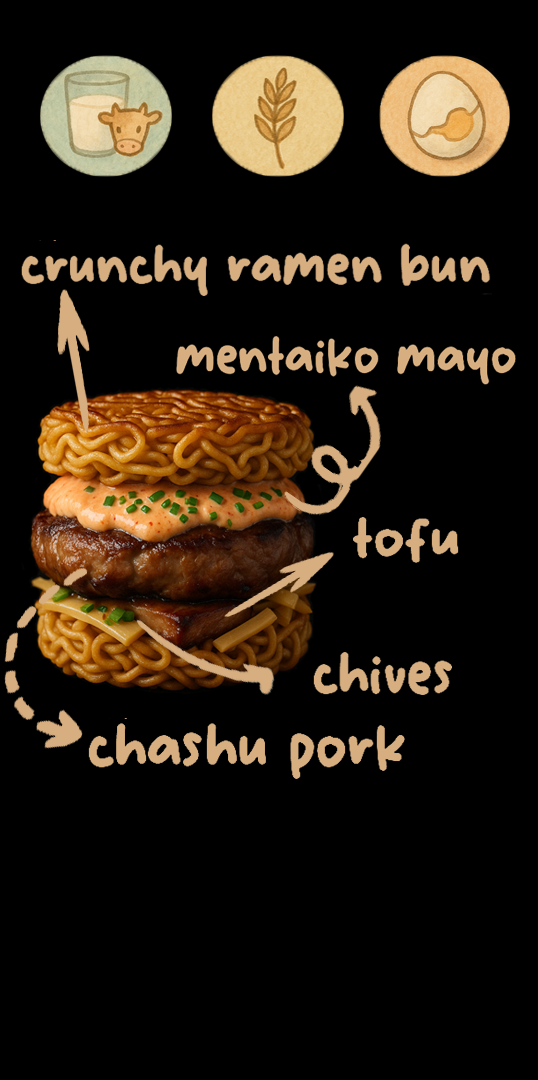 crunchy ramen bun
mentaiko mayo
tofu
chives
chashu pork